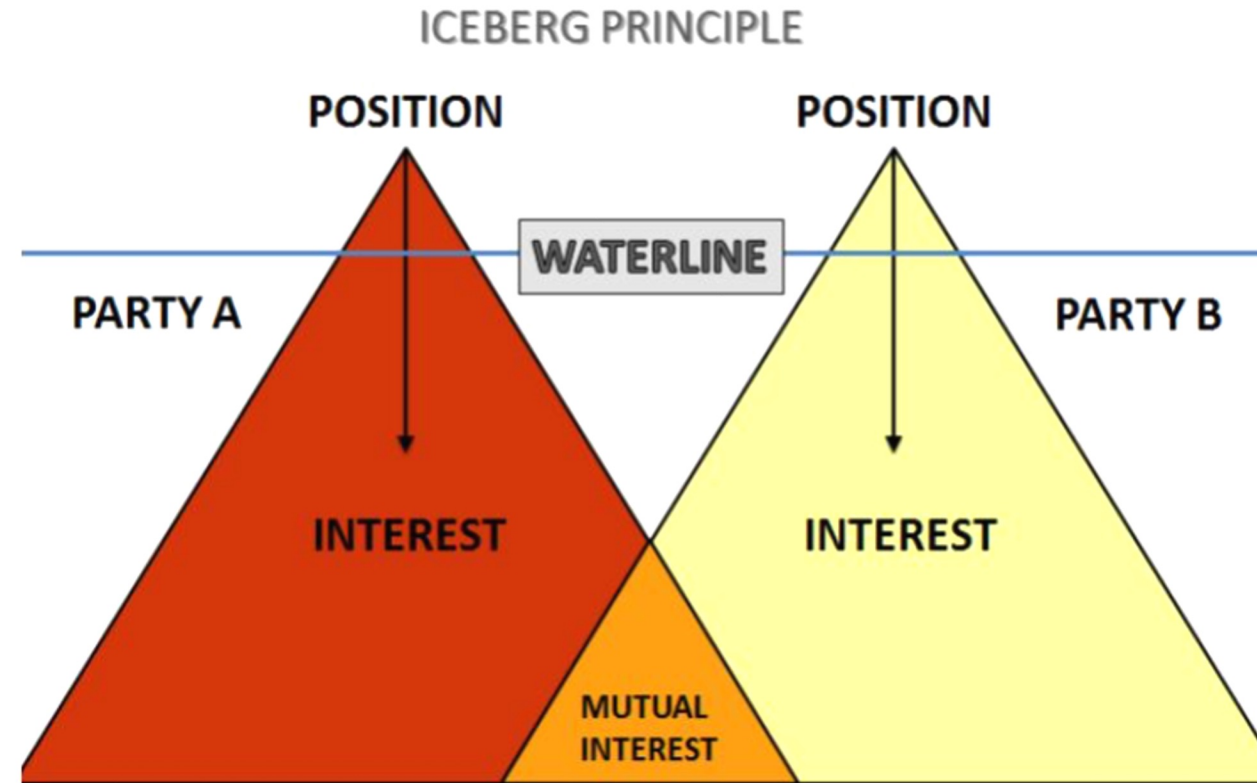 ICEBERG PRINCIPLE
POSITION
POSITION
WATERLINE
PARTY A
PARTY B
INTEREST
INTEREST
MUTUAL
INTEREST